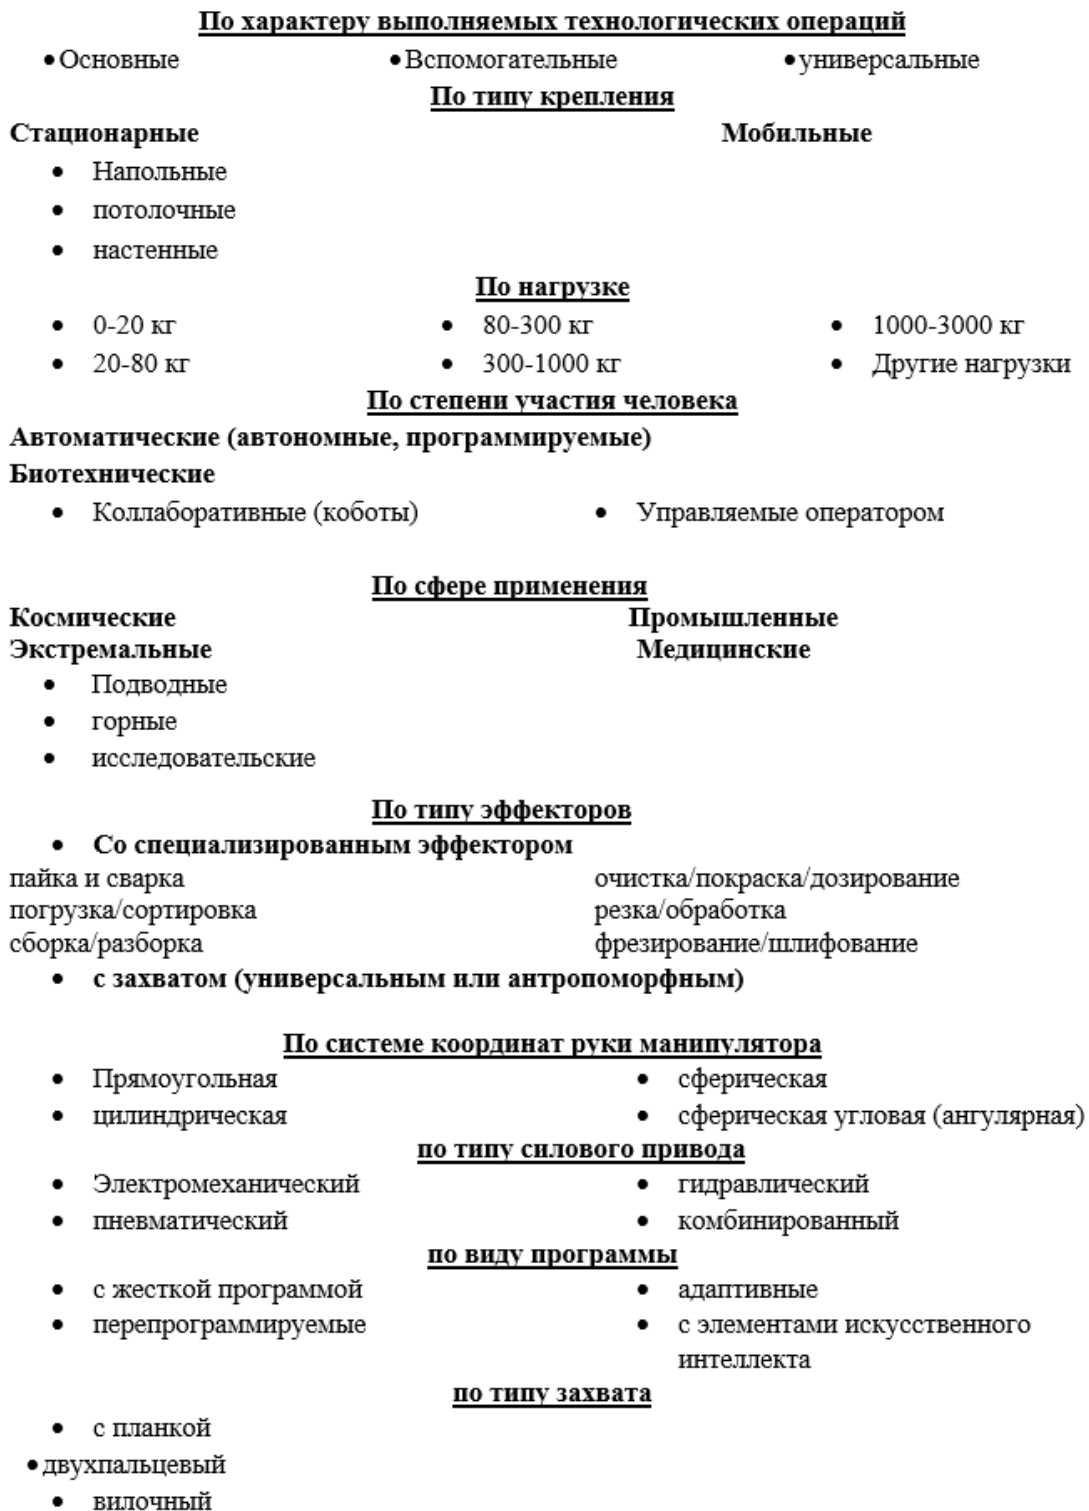 По характеру выполняемых технологических операций
• Основные • Вспомогательные • универсальные
По типу крепления
Стационарные Мобильные
• Напольные
• потолочные
• настенные
По нагрузке
• 0-20 кг • 80-300 кг • 1000-3000 кг
• 20-80 кг • 300-1000 кг • Другие нагрузки
По степени участия человека
Автоматические (автономные, программируемые)
Биотехнические
• Коллаборативные (коботы) • Управляемые оператором
По сфере применения
Космические Промышленные
Экстремальные Медицинские
• Подводные
• горные
• исследовательские
По типу эффекторов
• Со специализированным эффектором
пайка и сварка очистка/покраска/дозирование
погрузка/сортировка резка/обработка
сборка/разборка фрезирование/шлифование
• с захватом (универсальным или антропоморфным)
По системе координат руки манипулятора
• Прямоугольная • сферическая
• цилиндрическая • сферическая угловая (ангулярная)
по типу силового привода
• Электромеханический • гидравлический
• пневматический • комбинированный
по виду программы
• с жесткой программой • адаптивные
• перепрограммируемые • с элементами искусственного
интеллекта
по типу захвата
• с планкой
• двухпальцевый
• вилочный